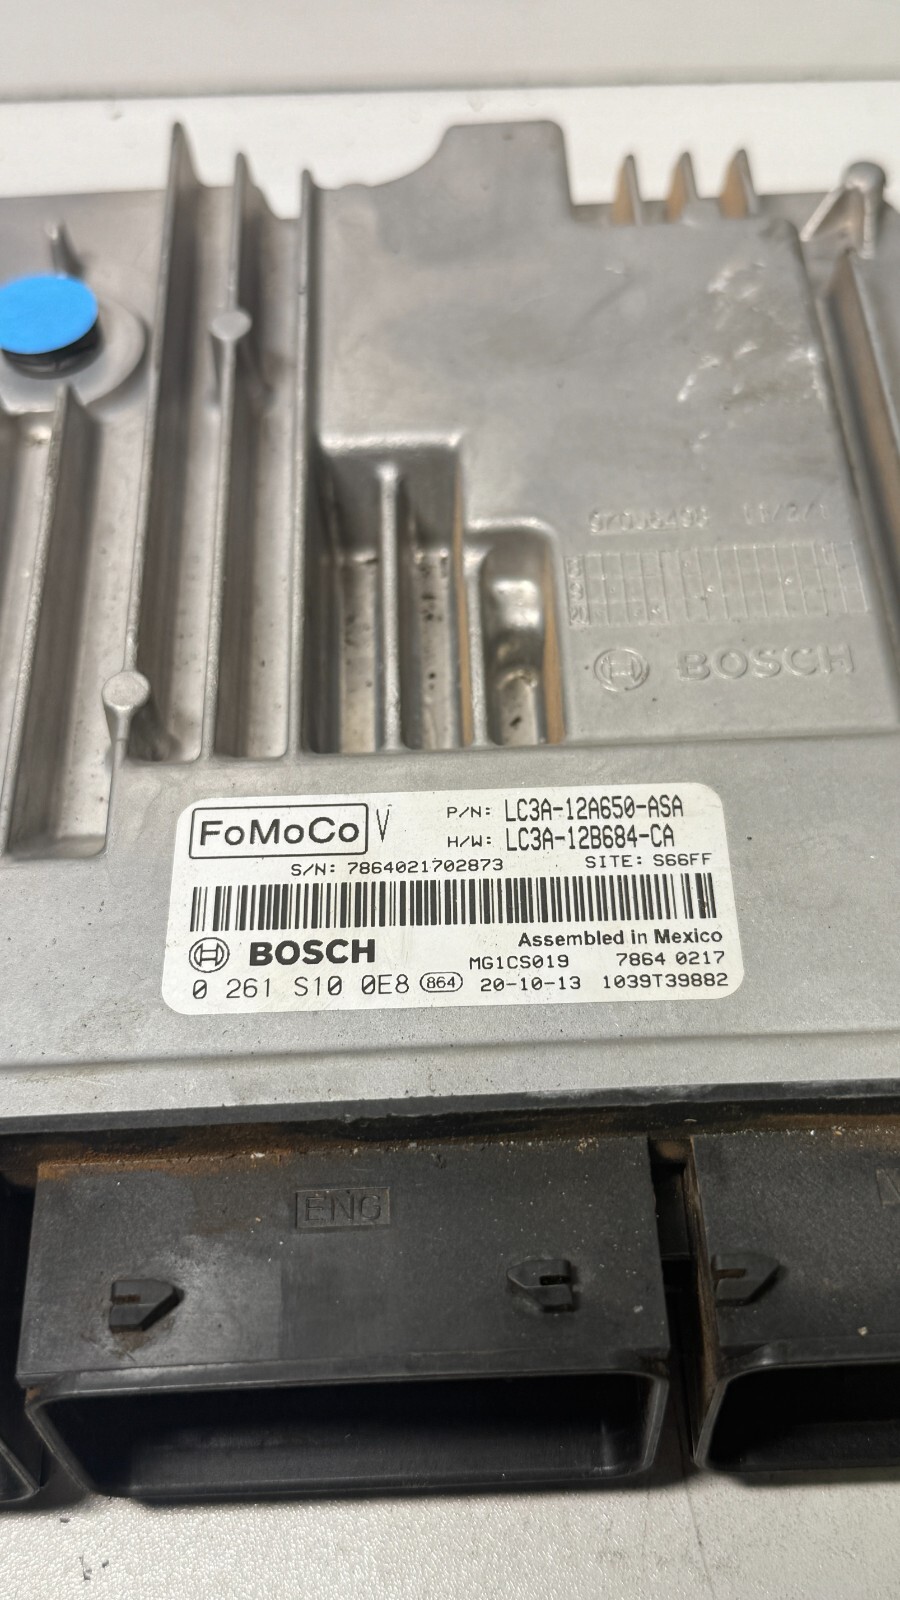 BOSCH
FoMoCo V
P/N: LC3A-12A650-ASA
H/W: LC3A-12B684-CA
S/N: 7864021702873 SITE: S66FF
BOSCH
Assembled in Mexico
MG1CS019 7864 0217
0 261 S10 0E8 864 20-10-13 1039T39882
ENG